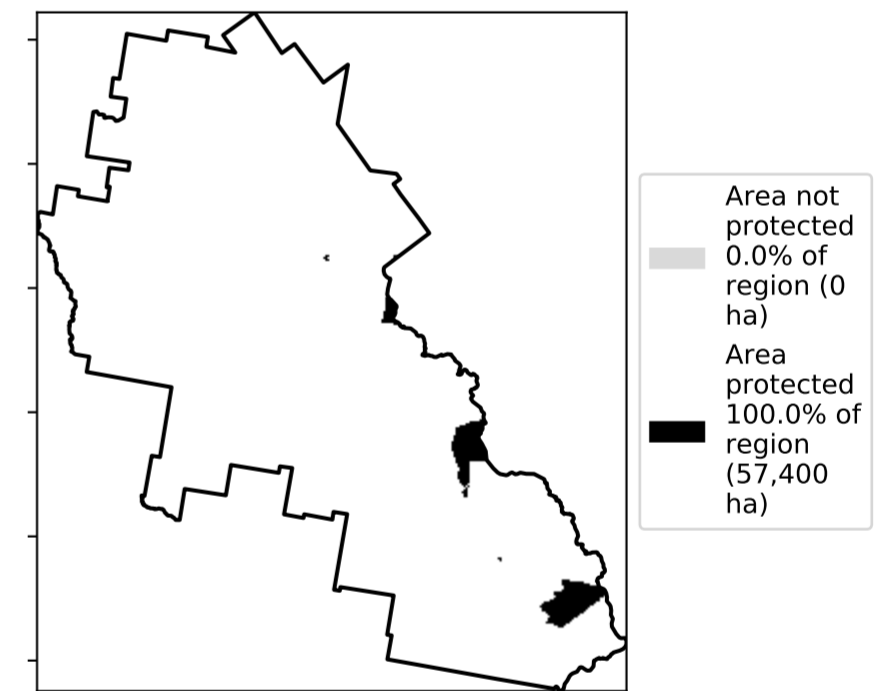 Area not
protected
0.0% of
region (0
ha)
Area
protected
100.0% of
region
(57,400
ha)